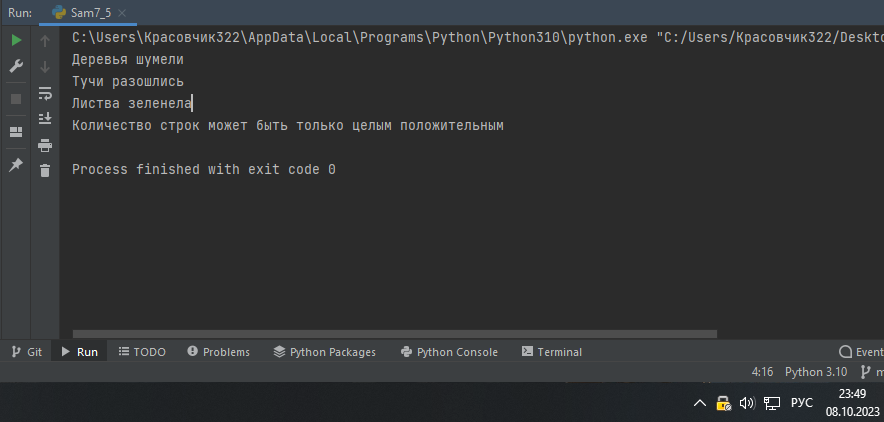 Run: Sam7_5
C:\Users\Красовчик322\AppData\Local\Programs\Python\Python310\python.exe "C:/Users/Красовчик322/Deskto
Деревья шумели
Тучи разошлись
Листва зеленела
Количество строк может быть только целым положительным
Process finished with exit code 0
Git Run TODO Problems Python Packages Python Console Terminal Event
4:16 Python 3.10 m
РУС 23:49
08.10.2023